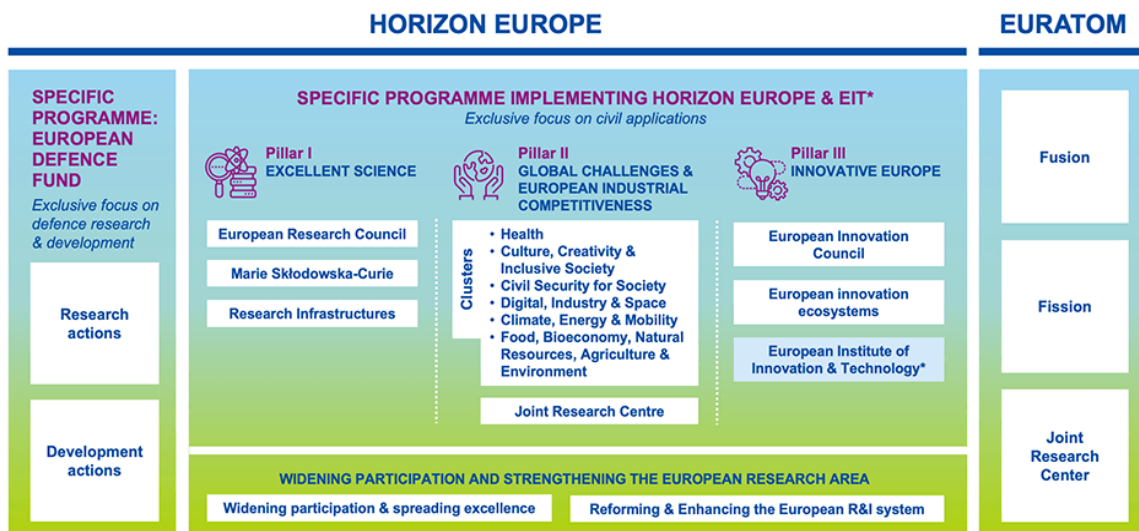 HORIZON EUROPE
EURATOM
SPECIFIC
PROGRAMME:
EUROPEAN
DEFENCE
FUND
Exclusive focus on
defence research
& development
Research
actions
Development
actions
SPECIFIC PROGRAMME IMPLEMENTING HORIZON EUROPE & EIT*
Exclusive focus on civil applications
Pillar I
EXCELLENT SCIENCE
European Research Council
Marie Skłodowska-Curie
Research Infrastructures
Pillar II
GLOBAL CHALLENGES &
EUROPEAN INDUSTRIAL
COMPETITIVENESS
Clusters
• Health
• Culture, Creativity &
Inclusive Society
• Civil Security for Society
• Digital, Industry & Space
• Climate, Energy & Mobility
• Food, Bioeconomy, Natural
Resources, Agriculture &
Environment
Joint Research Centre
Pillar III
INNOVATIVE EUROPE
European Innovation
Council
European innovation
ecosystems
European Institute of
Innovation & Technology*
WIDENING PARTICIPATION AND STRENGTHENING THE EUROPEAN RESEARCH AREA
Widening participation & spreading excellence
Reforming & Enhancing the European R&I system
Fusion
Fission
Joint
Research
Center